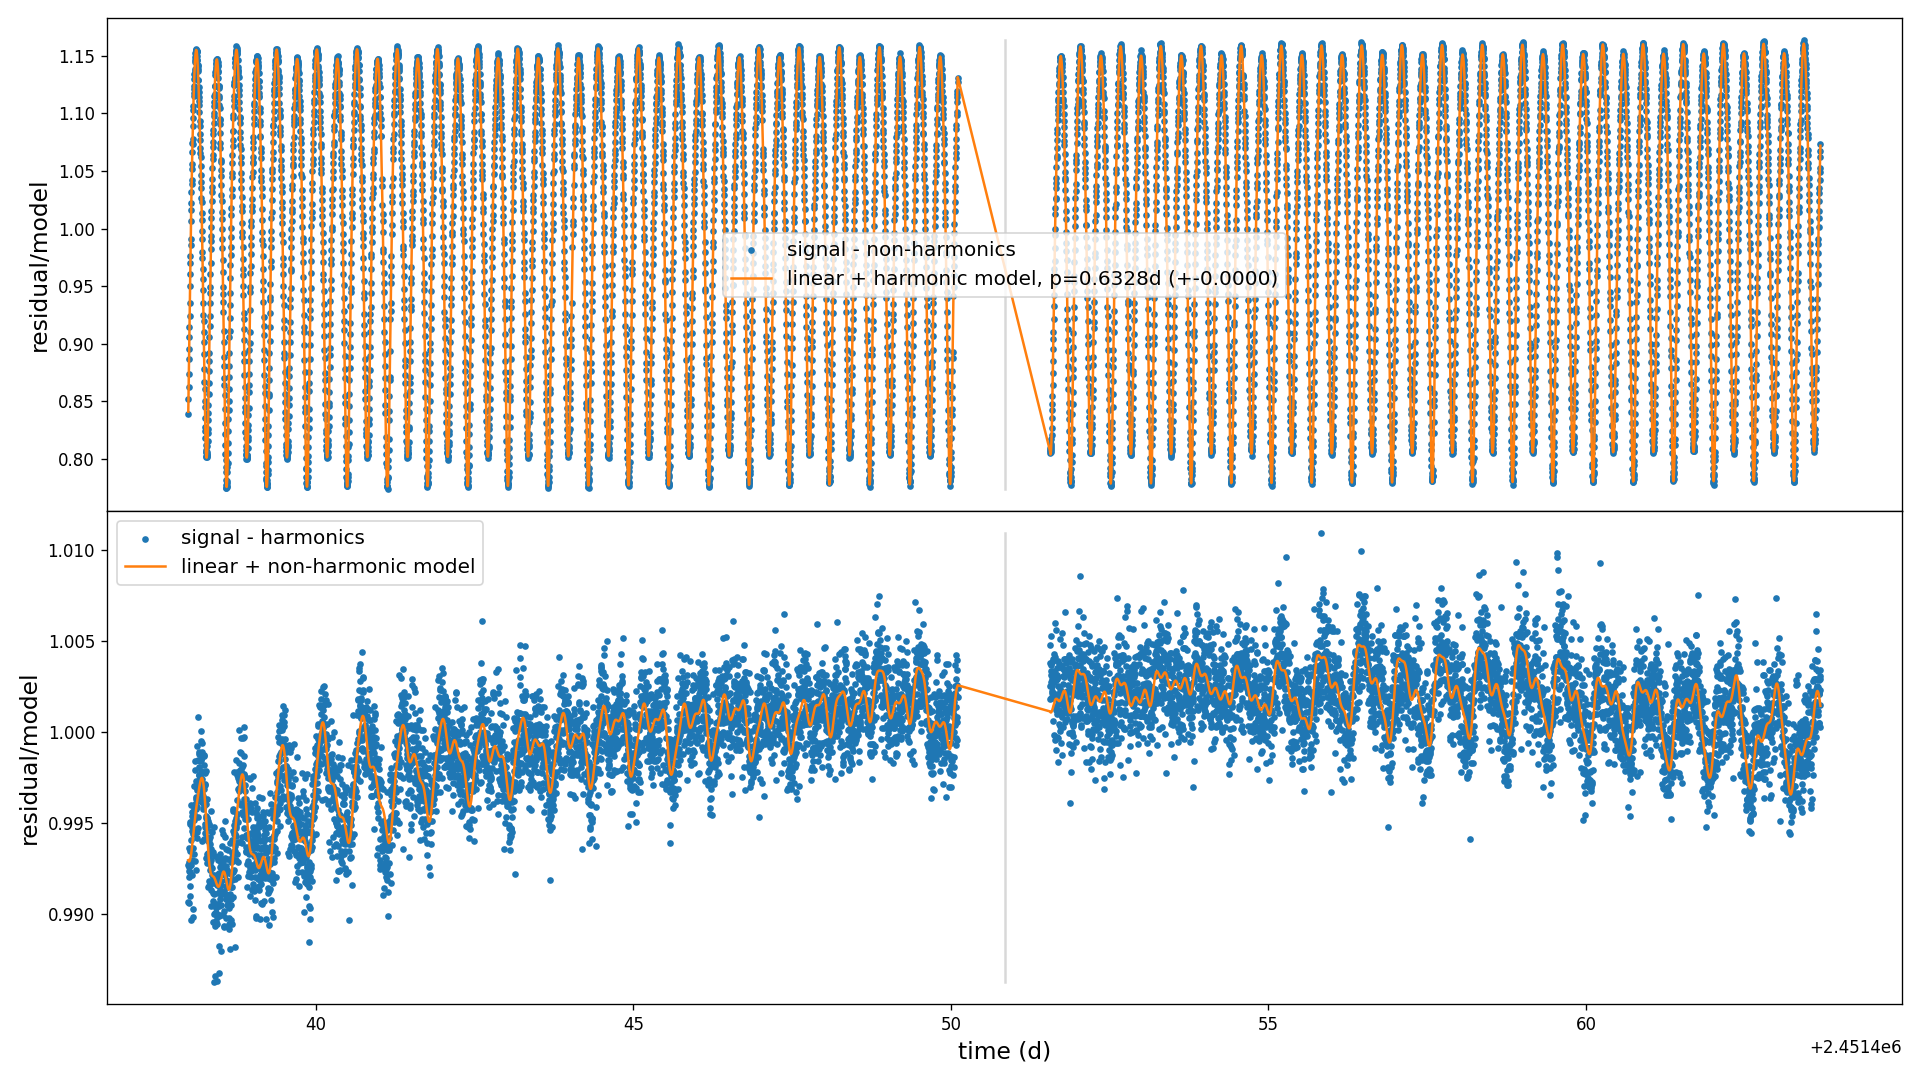 residual/model
1.15
1.10
1.05
1.00
0.95
0.90
0.85
0.80
signal - non-harmonics
linear + harmonic model, p=0.6328d (+-0.0000)
residual/model
1.010
1.005
1.000
0.995
0.990
signal - harmonics
linear + non-harmonic model
40 45 50 55 60
time (d)
+2.4514e6